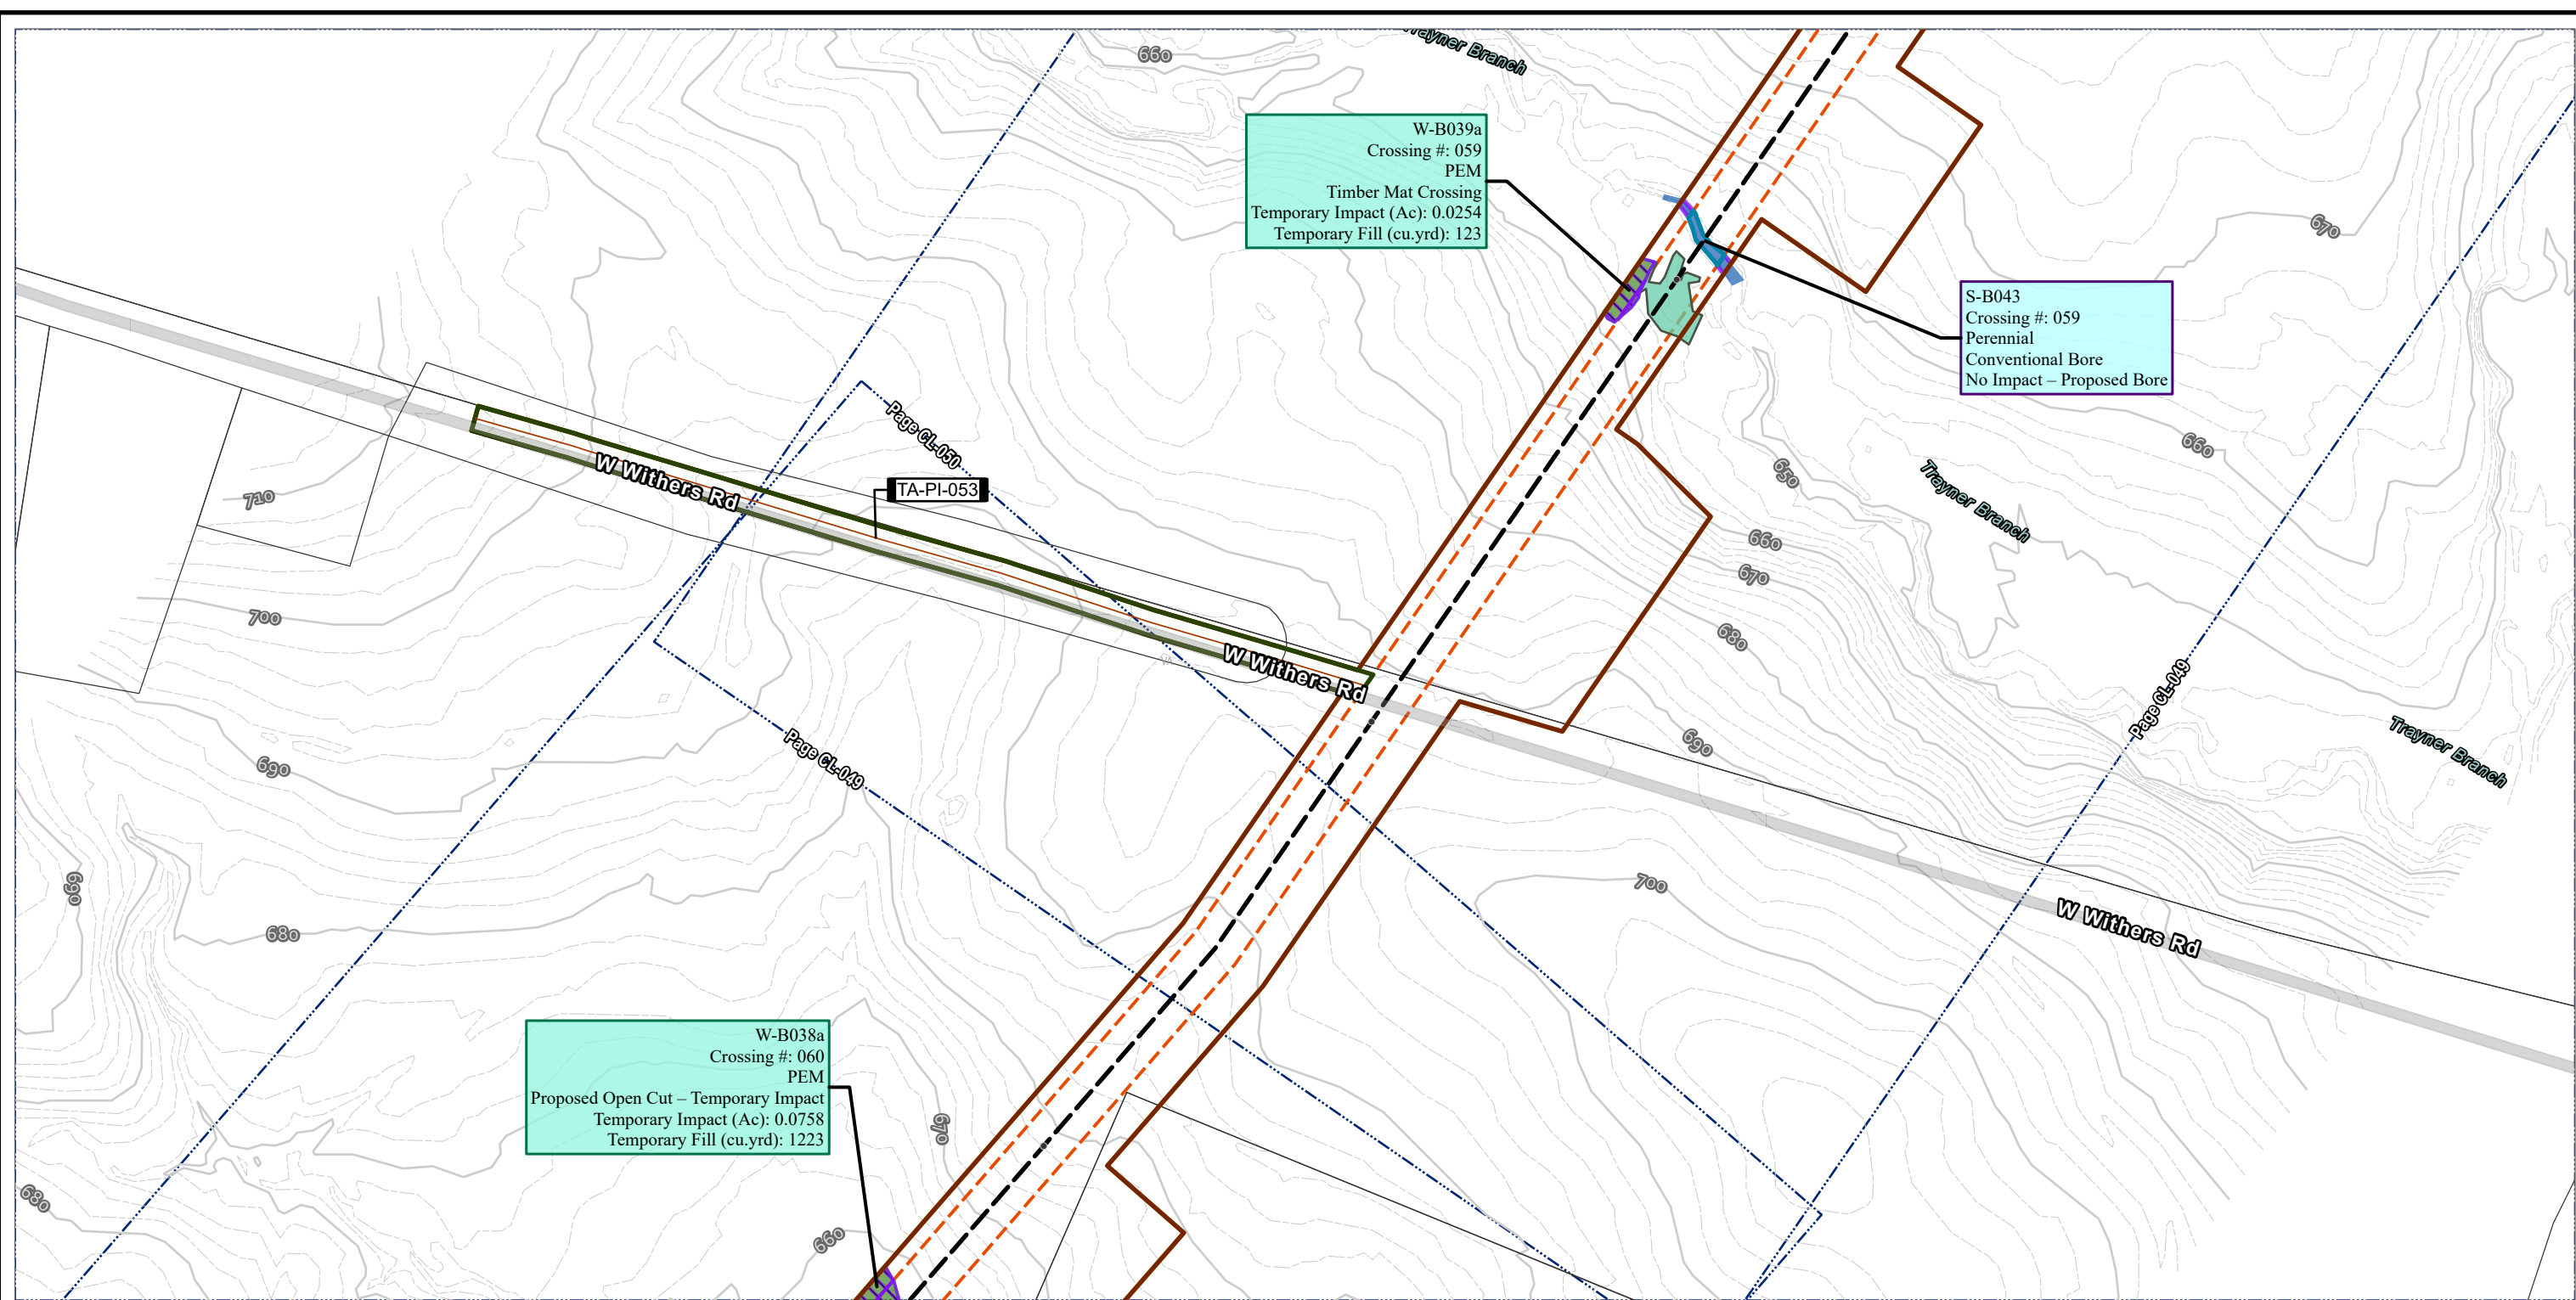 Trayner Branch
660
W-B039a
Crossing #: 059
PEM
Timber Mat Crossing
Temporary Impact (Ac): 0.0254
Temporary Fill (cu.yrd): 123
670
S-B043
Crossing #: 059
Perennial
Conventional Bore
No Impact – Proposed Bore
Page CL-050
660
650
Trayner Branch
710
W Withers Rd
TA-PI-053
660
670
700
680
W Withers Rd
Page CL-049
690
Trayner Branch
Page CL-049
690
690
700
W Withers Rd
680
W-B038a
Crossing #: 060
PEM
Proposed Open Cut – Temporary Impact
Temporary Impact (Ac): 0.0758
Temporary Fill (cu.yrd): 1223
670
680
660